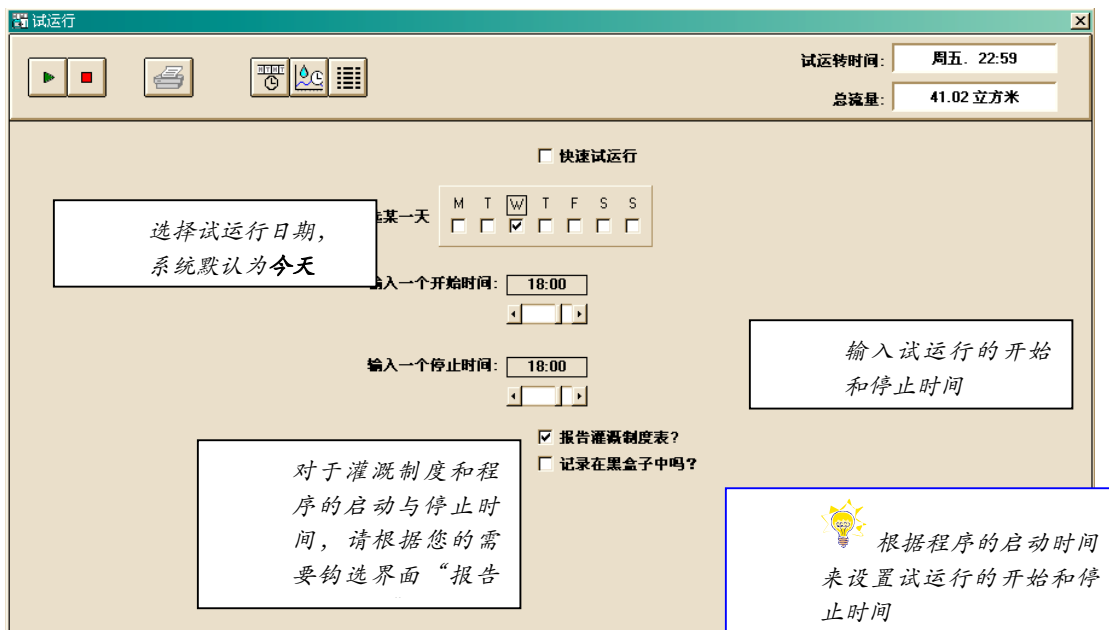 试运行
试运转时间: 周五. 22:59
总流量: 41.02 立方米
快速试运行
某一天
M T W T F S S
选择试运行日期,
系统默认为今天
入一个开始时间: 18:00
输入试运行的开始
和停止时间
输入一个停止时间: 18:00
报告灌溉制度表?
记录在黑盒子中吗?
对于灌溉制度和程
序的启动与停止时
间, 请根据您的需
要钩选界面“报告
根据程序的启动时间
来设置试运行的开始和停
止时间